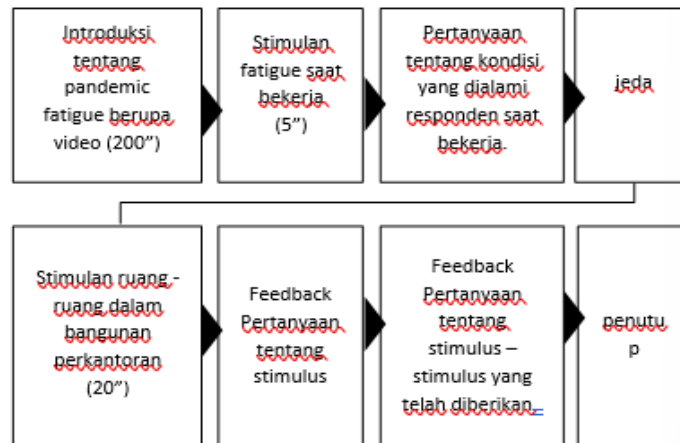 Introduksi
tentang
pandemic
fatigue berupa
video (200”)
Stimulan
fatigue saat
bekerja
(5”)
Pertanyaan
tentang kondisi
yang dialami
responden saat
bekerja.
jeda
Stimulan ruang -
ruang dalam
bangunan
perkantoran
(20”)
Feedback
Pertanyaan
tentang
stimulus
Feedback
Pertanyaan
tentang
stimulus –
stimulus yang
telah diberikan.
penutu
p